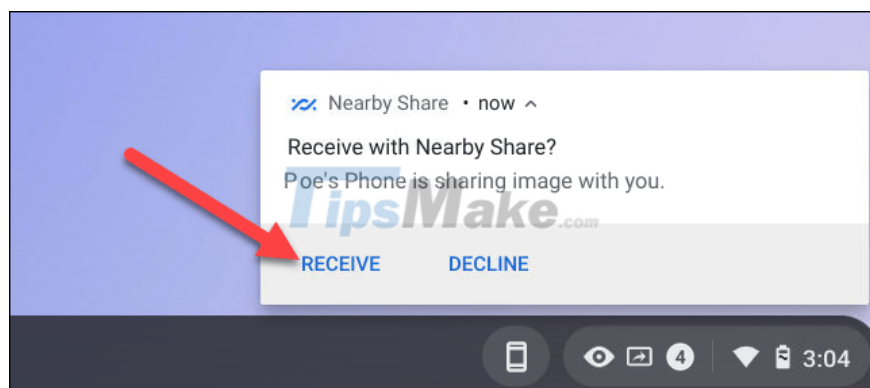 Nearby Share • now
Receive with Nearby Share?
Poe's Phone is sharing image with you.
TipsMake.com
RECEIVE DECLINE
4 3:04